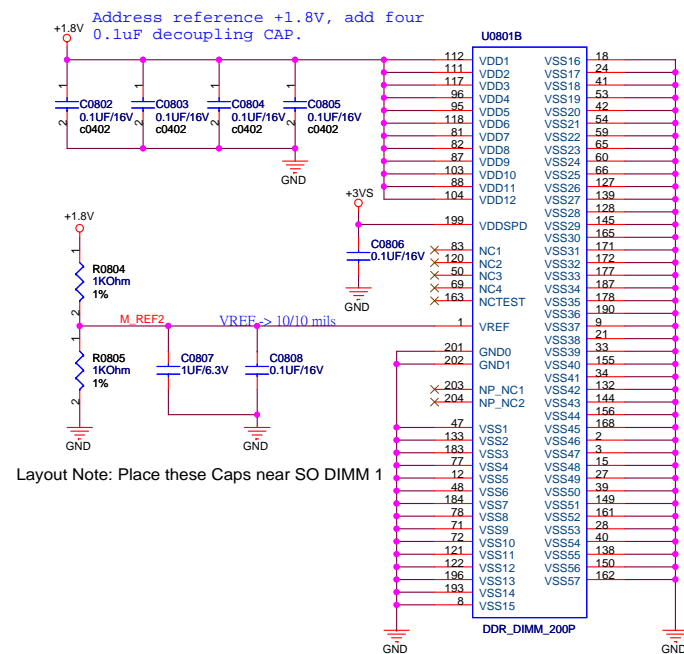 Address reference +1.8V, add four
0.1uF decoupling CAP.
+1.8V
1 1 1 1
C0802 C0803 C0804 C0805
0.1UF/16V 0.1UF/16V 0.1UF/16V 0.1UF/16V
c0402 c0402 c0402 c0402
2 2 2 2
GND
+3VS
C0806
0.1UF/16V
GND
+1.8V
1
R0804
1KOhm
1%
2
M_REF2
VREF -> 10/10 mils
1
R0805
1KOhm
1%
2
C0807
1UF/6.3V
C0808
0.1UF/16V
GND
GND
Layout Note: Place these Caps near SO DIMM 1
U0801B
112 VDD1
111 VDD2
117 VDD3
96 VDD4
95 VDD5
118 VDD6
81 VDD7
82 VDD8
87 VDD9
103 VDD10
88 VDD11
104 VDD12
199 VDDSPD
83 NC1
120 NC2
50 NC3
69 NC4
163 NCTEST
1 VREF
201 GND0
202 GND1
203 NP_NC1
204 NP_NC2
47 VSS1
133 VSS2
183 VSS3
77 VSS4
12 VSS5
48 VSS6
184 VSS7
78 VSS8
71 VSS9
72 VSS10
121 VSS11
122 VSS12
196 VSS13
193 VSS14
8 VSS15
VSS16 18
VSS17 24
VSS18 41
VSS19 53
VSS20 42
VSS21 54
VSS22 59
VSS23 65
VSS24 60
VSS25 66
VSS26 127
VSS27 139
VSS28 128
VSS29 145
VSS30 165
VSS31 171
VSS32 172
VSS33 177
VSS34 187
VSS35 178
VSS36 190
VSS37 9
VSS38 21
VSS39 33
VSS40 155
VSS41 34
VSS42 132
VSS43 144
VSS44 156
VSS45 168
VSS46 2
VSS47 3
VSS48 15
VSS49 27
VSS50 39
VSS51 149
VSS52 161
VSS53 28
VSS54 40
VSS55 138
VSS56 150
VSS57 162
DDR_DIMM_200P
GND
GND